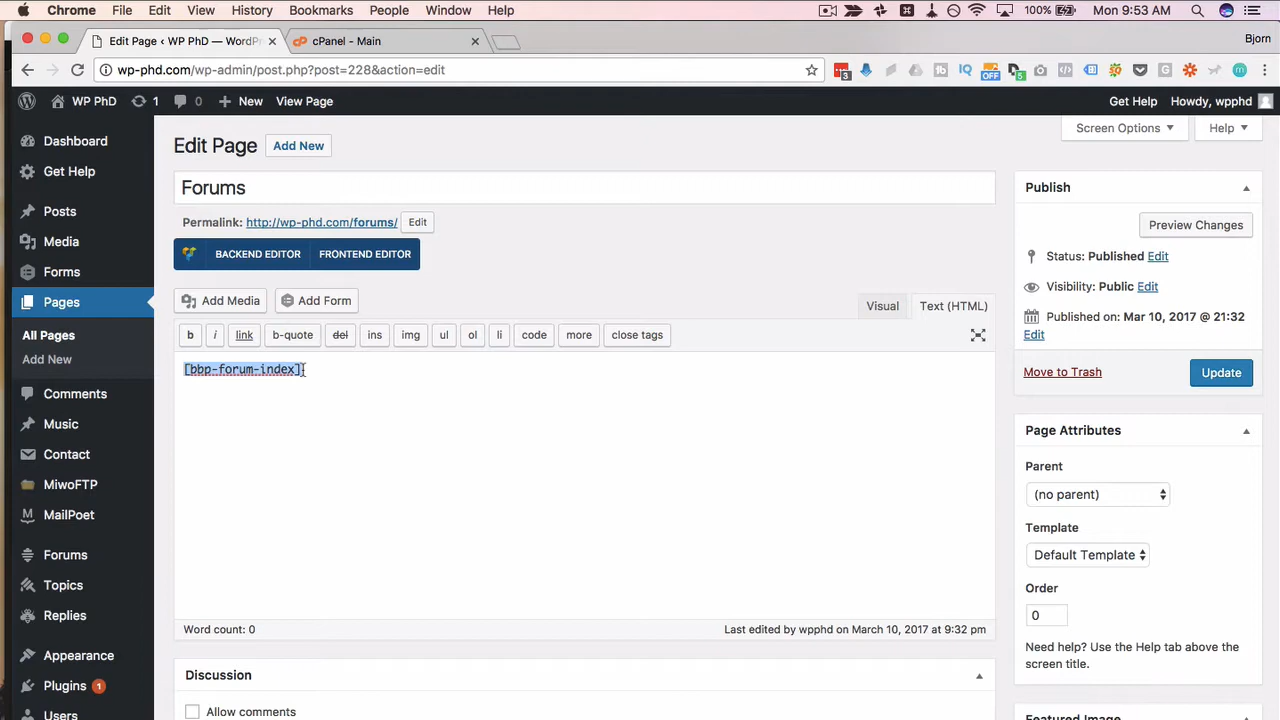 Chrome File Edit View History Bookmarks People Window Help 100% Mon 9:53 AM
Edit Page ‹ WP PhD — WordPr cPanel - Main Bjorn
wp-phd.com/wp-admin/post.php?post=228&action=edit 3 OFF 5
WP PhD 1 0 New View Page Get Help Howdy, wpphd
Screen Options Help
Dashboard
Get Help
Posts
Media
Forms
Pages
All Pages
Add New
Comments
Music
Contact
MiwoFTP
MailPoet
Forums
Topics
Replies
Appearance
Plugins 1
Users
Edit Page Add New
Forums
Permalink: http://wp-phd.com/forums/ Edit
BACKEND EDITOR FRONTEND EDITOR
Add Media Add Form Visual Text (HTML)
b i link b-quote del ins img ul ol li code more close tags
[bbp-forum-index]
Word count: 0 Last edited by wpphd on March 10, 2017 at 9:32 pm
Discussion
Allow comments
Publish
Preview Changes
Status: Published Edit
Visibility: Public Edit
Published on: Mar 10, 2017 @ 21:32
Edit
Move to Trash Update
Page Attributes
Parent
(no parent)
Template
Default Template
Order
0
Need help? Use the Help tab above the
screen title.
Featured Image